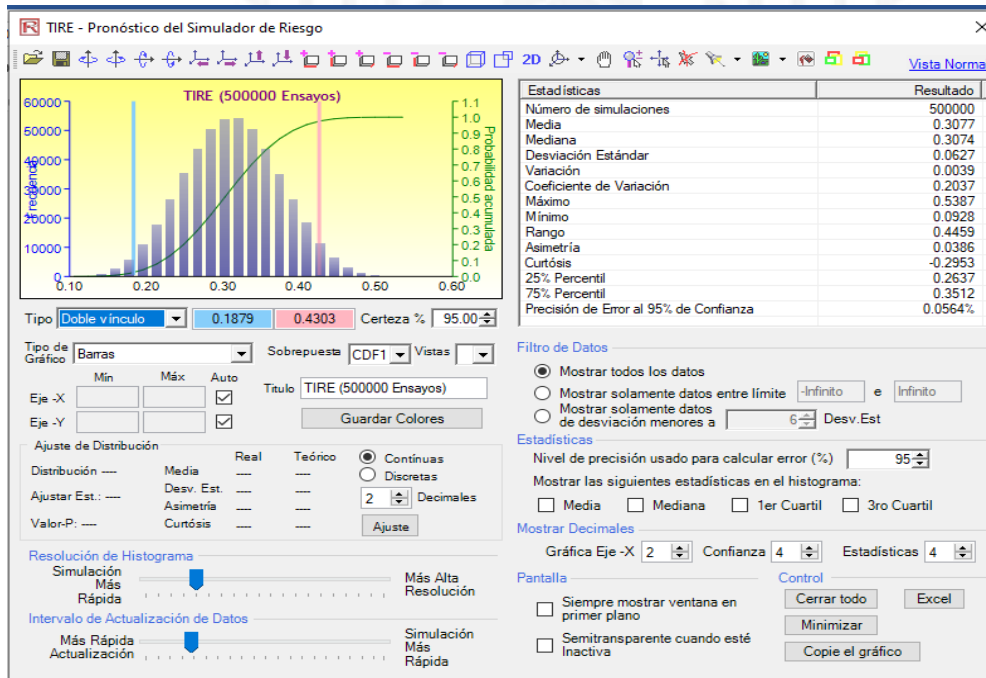 TIRE - Pronóstico del Simulador de Riesgo
2D
Vista Norma
TIRE (500000 Ensayos)
60000
50000
40000
30000
20000
10000
0
Frecuencia
1.1
1.0
0.9
0.8
0.7
0.6
0.5
0.4
0.3
0.2
0.1
0.0
Probabilidad acumulada
0.10 0.20 0.30 0.40 0.50 0.60
Tipo Doble vínculo 0.1879 0.4303 Certeza % 95.00
Tipo de Gráfico Barras Sobrepuesta CDF1 Vistas
Mín Máx Auto
Eje -X
Eje -Y
Titulo TIRE (500000 Ensayos)
Guardar Colores
Ajuste de Distribución
Real Teórico
Distribución ---- Media ---- ----
Ajustar Est.: ---- Desv. Est. ---- ----
Asimetría ---- ----
Valor-P: ---- Curtósis ---- ----
Contínuas
Discretas
2 Decimales
Ajuste
Resolución de Histograma
Simulación Más Rápida
Más Alta Resolución
Intervalo de Actualización de Datos
Más Rápida Actualización
Simulación Más Rápida
Estadísticas Resultado
Número de simulaciones 500000
Media 0.3077
Mediana 0.3074
Desviación Estándar 0.0627
Variación 0.0039
Coeficiente de Variación 0.2037
Máximo 0.5387
Mínimo 0.0928
Rango 0.4459
Asimetría 0.0386
Curtósis -0.2953
25% Percentil 0.2637
75% Percentil 0.3512
Precisión de Error al 95% de Confianza 0.0564%
Filtro de Datos
Mostrar todos los datos
Mostrar solamente datos entre límite -Infinito e Infinito
Mostrar solamente datos
de desviación menores a 6 Desv.Est
Estadísticas
Nivel de precisión usado para calcular error (%) 95
Mostrar las siguientes estadísticas en el histograma:
Media Mediana 1er Cuartil 3ro Cuartil
Mostrar Decimales
Gráfica Eje -X 2 Confianza 4 Estadísticas 4
Pantalla
Siempre mostrar ventana en
primer plano
Semitransparente cuando esté
Inactiva
Control
Cerrar todo Excel
Minimizar
Copie el gráfico